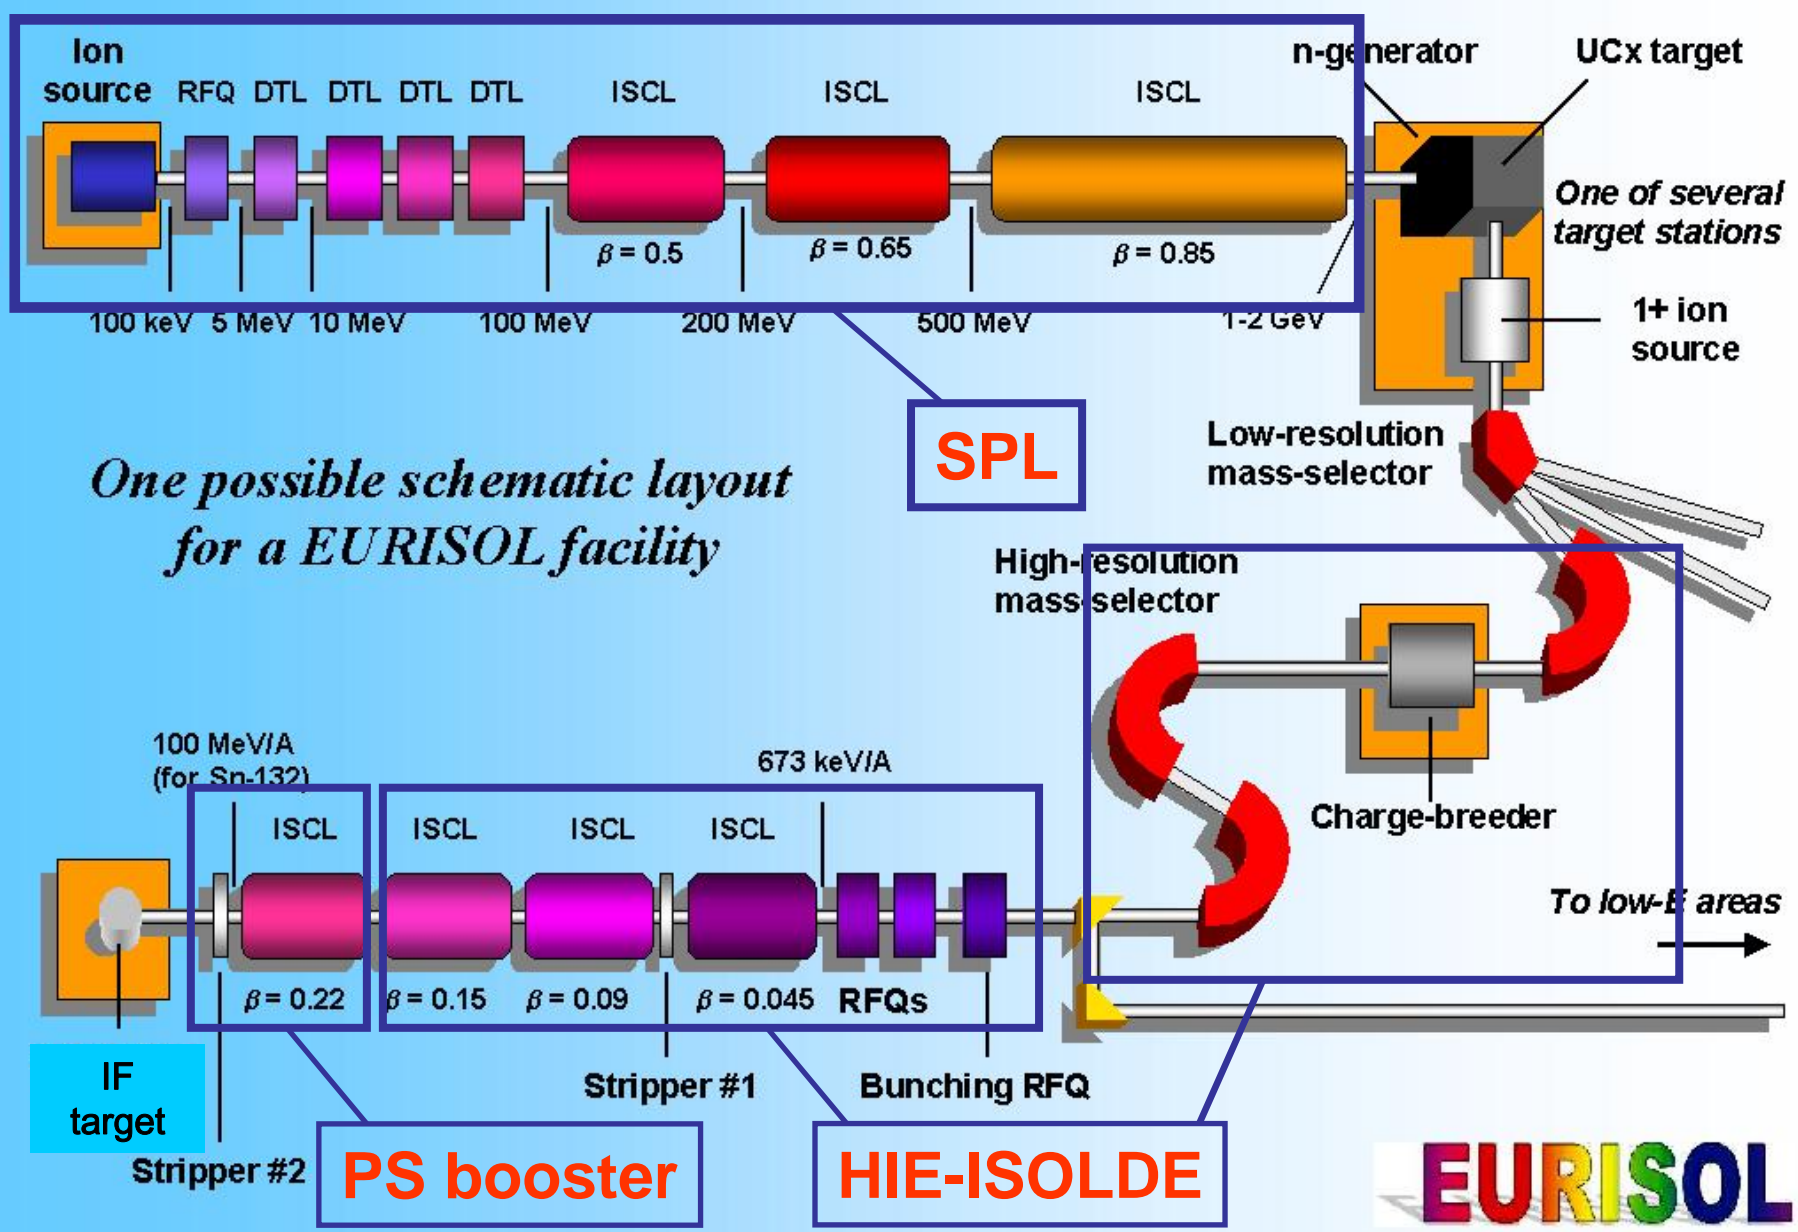 Ion
source
RFQ
DTL
DTL
DTL
DTL
ISCL
ISCL
ISCL
n-generator
UCx target
β = 0.5
β = 0.65
β = 0.85
One of several
target stations
100 keV
5 MeV
10 MeV
100 MeV
200 MeV
500 MeV
1-2 GeV
1+ ion
source
SPL
Low-resolution
mass-selector
One possible schematic layout
for a EURISOL facility
High-resolution
mass-selector
100 MeV/A
(for Sn-132)
673 keV/A
Charge-breeder
ISCL
ISCL
ISCL
ISCL
To low-E areas
β = 0.22
β = 0.15
β = 0.09
β = 0.045
RFQs
IF
target
Stripper #1
Bunching RFQ
Stripper #2
PS booster
HIE-ISOLDE
EURISOL